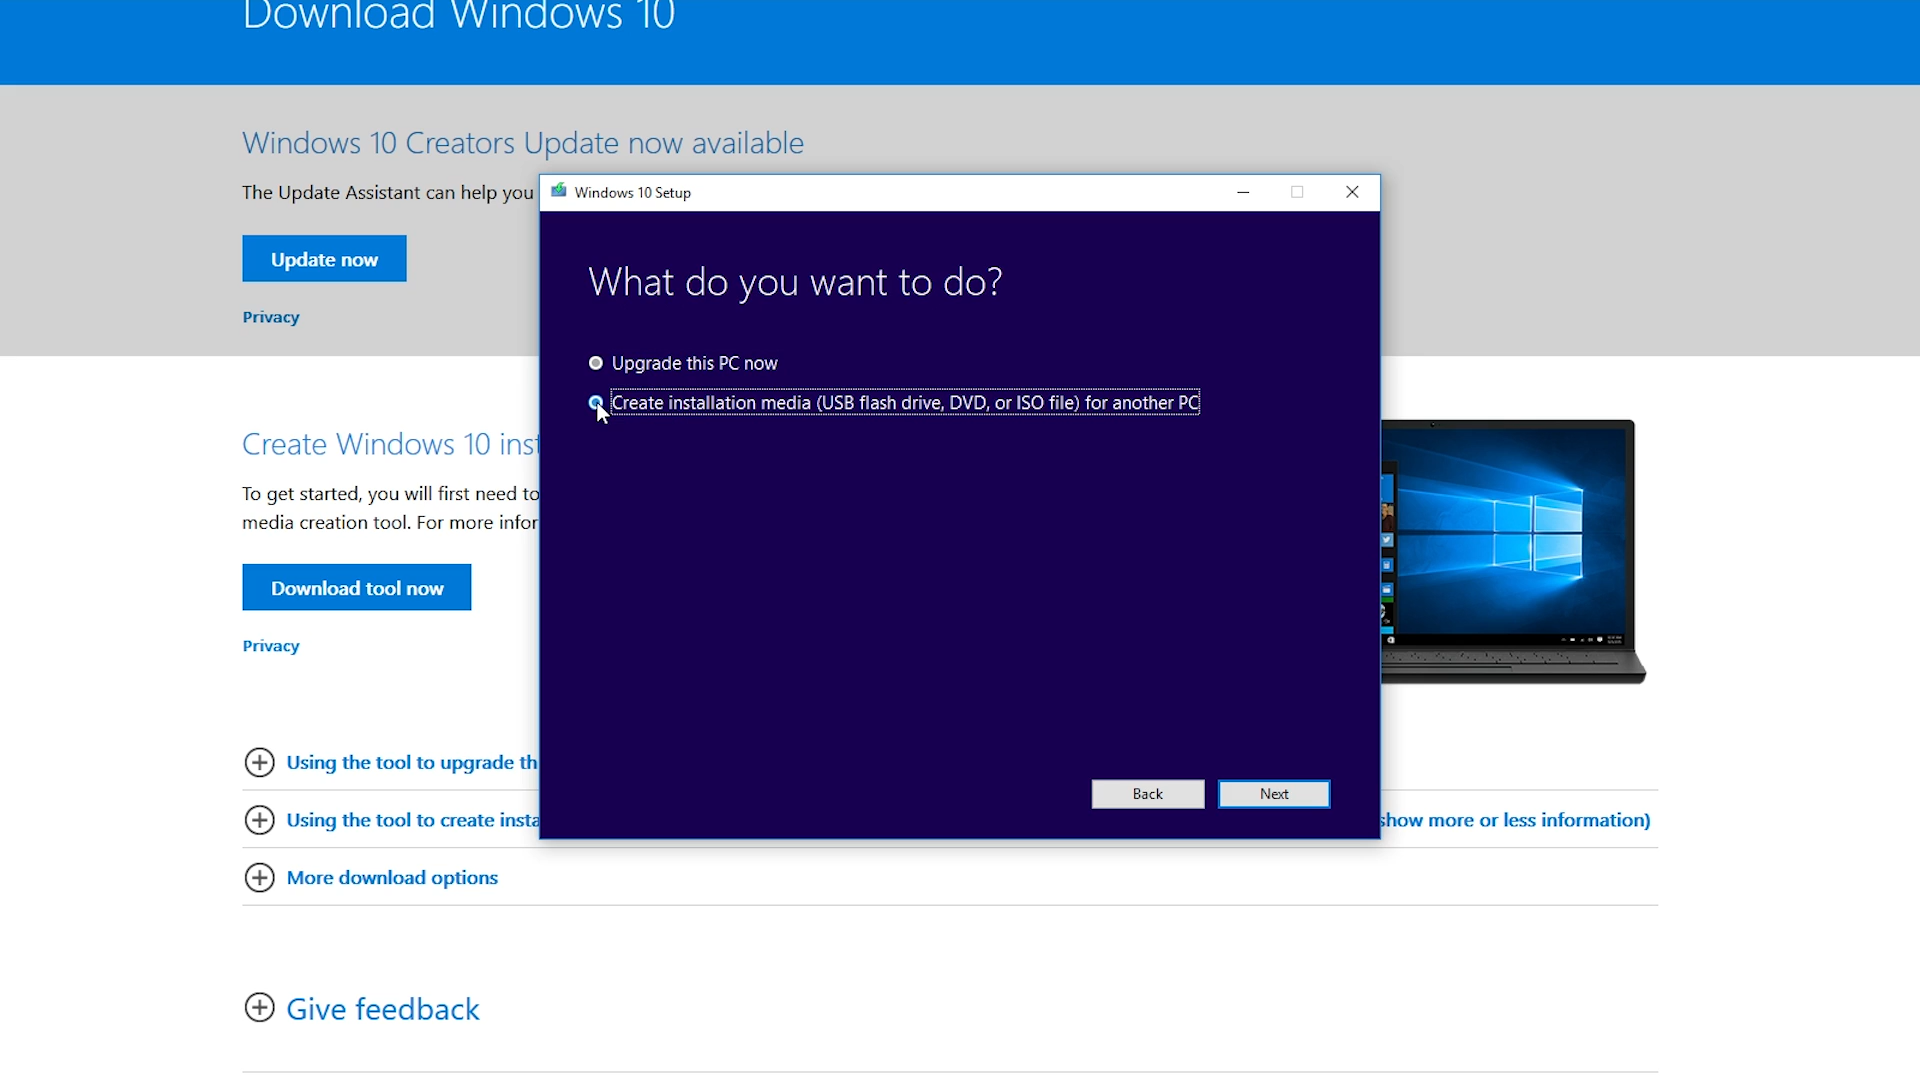 Download Windows 10
Windows 10 Creators Update now available
The Update Assistant can help you
Update now
Privacy
Windows 10 Setup
What do you want to do?
Upgrade this PC now
Create installation media (USB flash drive, DVD, or ISO file) for another PC
Back
Next
Create Windows 10 inst
To get started, you will first need to
media creation tool. For more infor
Download tool now
Privacy
Using the tool to upgrade th
Using the tool to create insta
show more or less information)
More download options
Give feedback